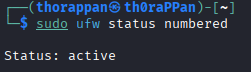 ┌──(thorappan㉿th0raPPan)-[~]
└─$ sudo ufw status numbered
Status: active